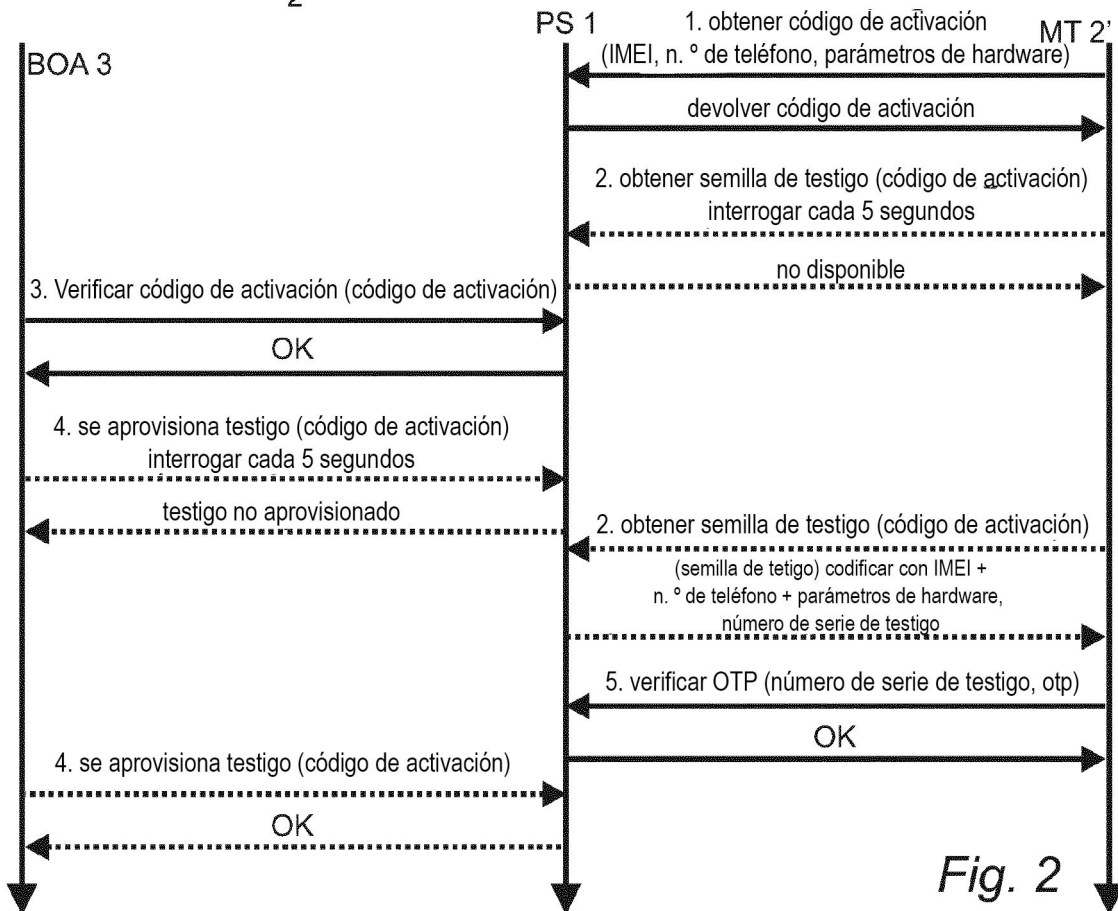 2
PS 1
1. obtener código de activación
MT 2'
BOA 3
(IMEI, n. º de teléfono, parámetros de hardware)
devolver código de activación
2. obtener semilla de testigo (código de activación)
interrogar cada 5 segundos
no disponible
3. Verificar código de activación (código de activación)
OK
4. se aprovisiona testigo (código de activación)
interrogar cada 5 segundos
testigo no aprovisionado
2. obtener semilla de testigo (código de activación)
(semilla de tetigo) codificar con IMEI +
n. º de teléfono + parámetros de hardware,
número de serie de testigo
5. verificar OTP (número de serie de testigo, otp)
OK
4. se aprovisiona testigo (código de activación)
OK
Fig. 2